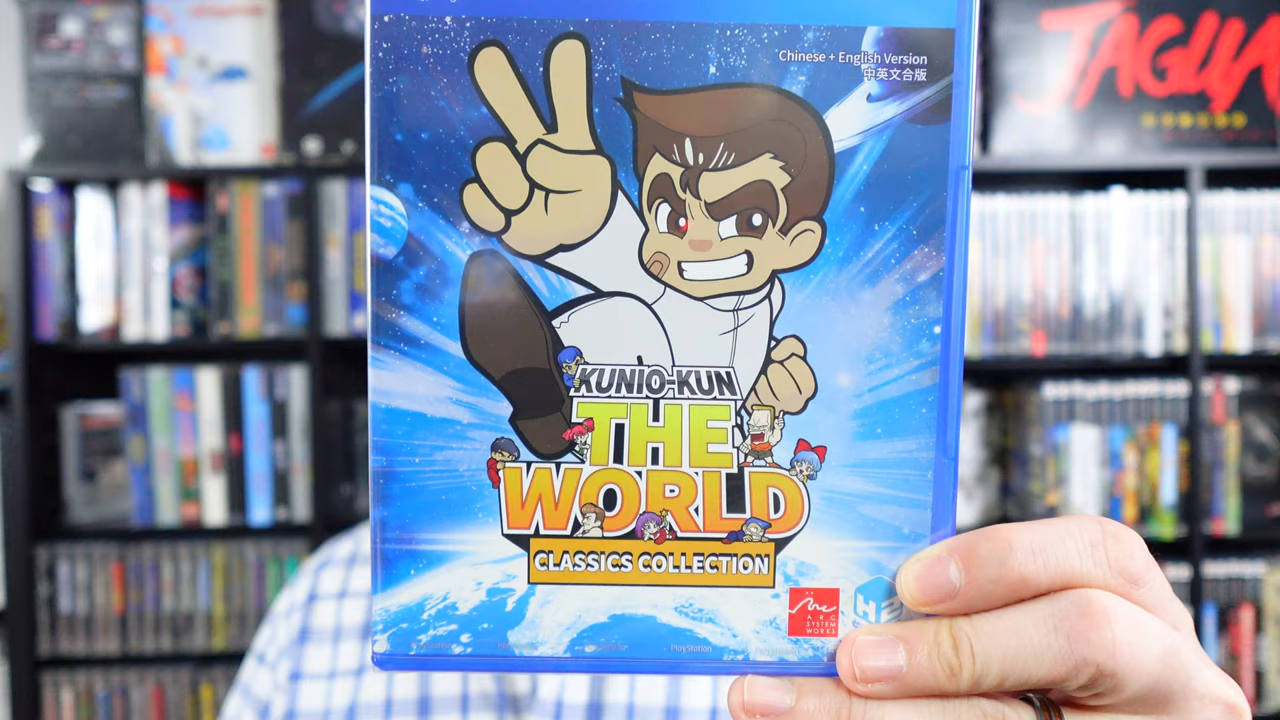 Chinese + English Version
中英文合版
JAGUA
KUNIO-KUN
THE
WORLD
CLASSICS COLLECTION
ARC
SYSTEM
WORKS
H2
PlayStation